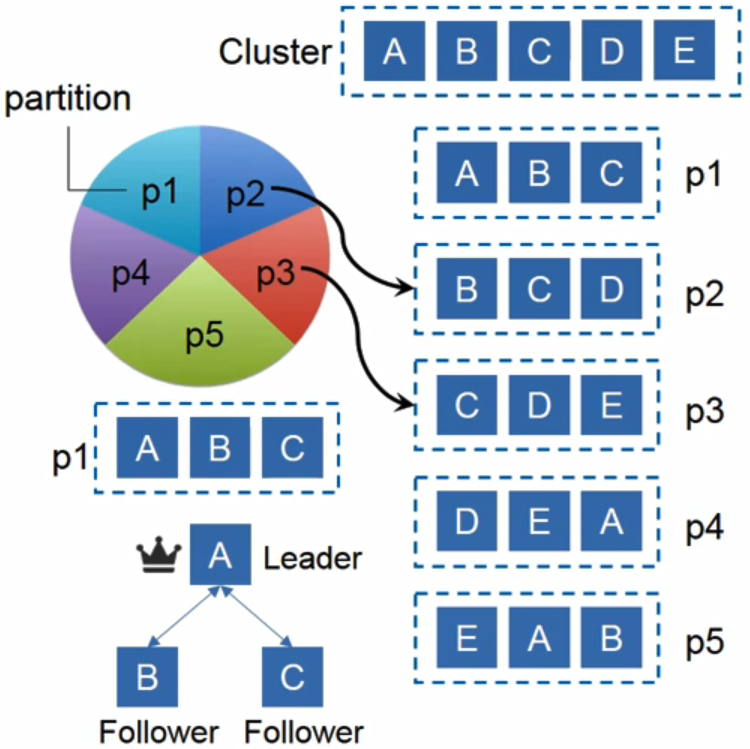 Cluster A B C D E
partition
p1
p2
p3
p4
p5
A B C p1
B C D p2
C D E p3
D E A p4
E A B p5
p1 A B C
A Leader
B C
Follower Follower